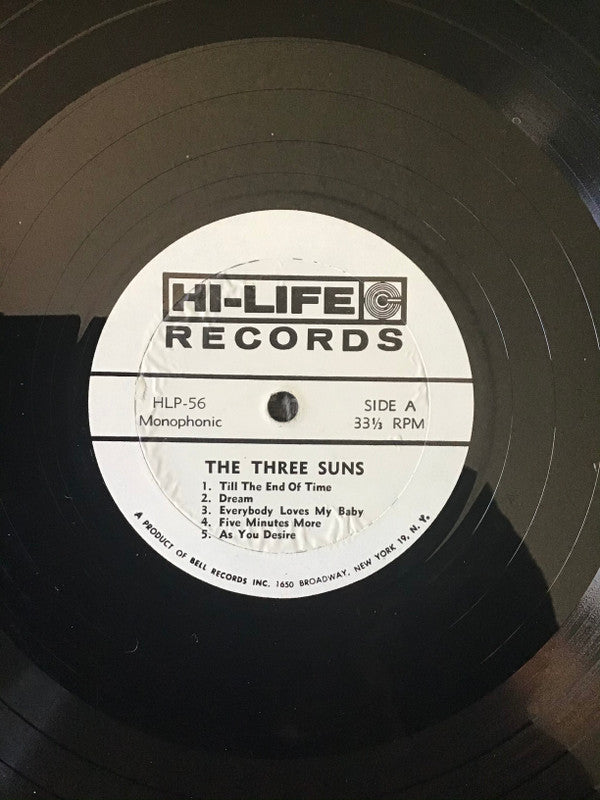 HI-LIFE
RECORDS
HLP-56
Monophonic
SIDE A
33⅓ RPM
THE THREE SUNS
1. Till The End Of Time
2. Dream
3. Everybody Loves My Baby
4. Five Minutes More
5. As You Desire
A PRODUCT OF BELL RECORDS INC. 1650 BROADWAY, NEW YORK 19, N. Y.